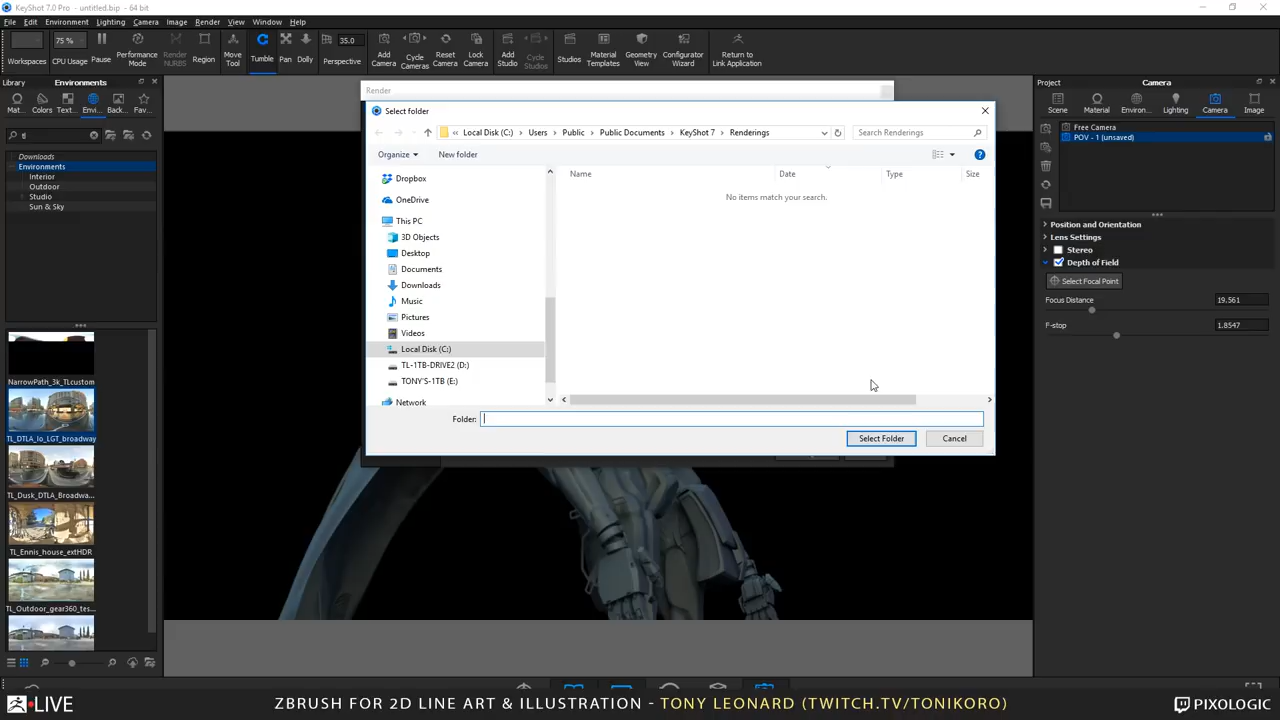 KeyShot 7.0 Pro - untitled.bip - 64 bit
File Edit Environment Lighting Camera Image Render View Window Help
75 % 35.0
Workspaces CPU Usage Pause Performance Mode Render NURBS Region Move Tool Tumble Pan Dolly Perspective Add Camera Cycle Cameras Reset Camera Lock Camera Add Studio Cycle Studios Studios Material Templates Geometry View Configurator Wizard Return to Link Application
Library Environments
Mat... Colors Text... Envi... Pack... Fav...
tl
Downloads
Environments
Interior
Outdoor
Studio
Sun & Sky
NarrowPath_3k_TLcustom
TL_DTLA_lo_LGT_broadway
TL_Dusk_DTLA_Broadwa...
TL_Ennis_house_extHDR
TL_Outdoor_gear360_tes...
Render
Select folder
« Local Disk (C:) › Users › Public › Public Documents › KeyShot 7 › Renderings
Search Renderings
Organize New folder
Dropbox
OneDrive
This PC
3D Objects
Desktop
Documents
Downloads
Music
Pictures
Videos
Local Disk (C:)
TL-1TB-DRIVE2 (D:)
TONY'S-1TB (E:)
Network
Name Date Type Size
No items match your search.
Folder:
Select Folder Cancel
Project Camera
Scene Material Environ... Lighting Camera Image
Free Camera
POV - 1 (unsaved)
Position and Orientation
Lens Settings
Stereo
Depth of Field
Select Focal Point
Focus Distance 19.561
F-stop 1.8547
LIVE ZBRUSH FOR 2D LINE ART & ILLUSTRATION - TONY LEONARD (TWITCH.TV/TONIKORO) PIXOLOGIC